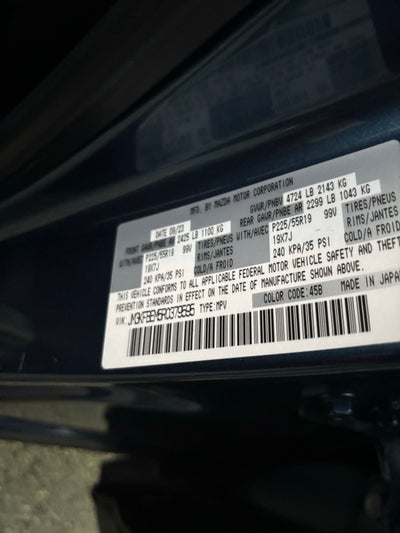 MFD. BY MAZDA MOTOR CORPORATION
DATE 09/23 GVWR/PNBV 4724 LB 2143 KG
FRONT GAWR/PNBE AV 2425 LB 1100 KG REAR GAWR/PNBE AR 2299 LB 1043 KG
WITH/AVEC P225/55R19 99V TIRES/PNEUS WITH/AVEC P225/55R19 99V TIRES/PNEUS
19X7J RIMS/JANTES 19X7J RIMS/JANTES
240 KPA/35 PSI COLD/A FROID 240 KPA/35 PSI COLD/A FROID
THIS VEHICLE CONFORMS TO ALL APPLICABLE FEDERAL MOTOR VEHICLE SAFETY AND THEFT
PREVENTION STANDARDS IN EFFECT ON THE DATE OF MANUFACTURE SHOWN ABOVE.
COLOR CODE:45B MADE IN JAPAN
TYPE:MPV